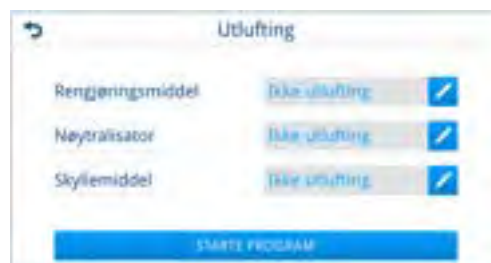 Utlufting
Rengjøringsmiddel Ikke utlufting
Nøytralisator Ikke utlufting
Skyllemiddel Ikke utlufting
STARTE PROGRAM